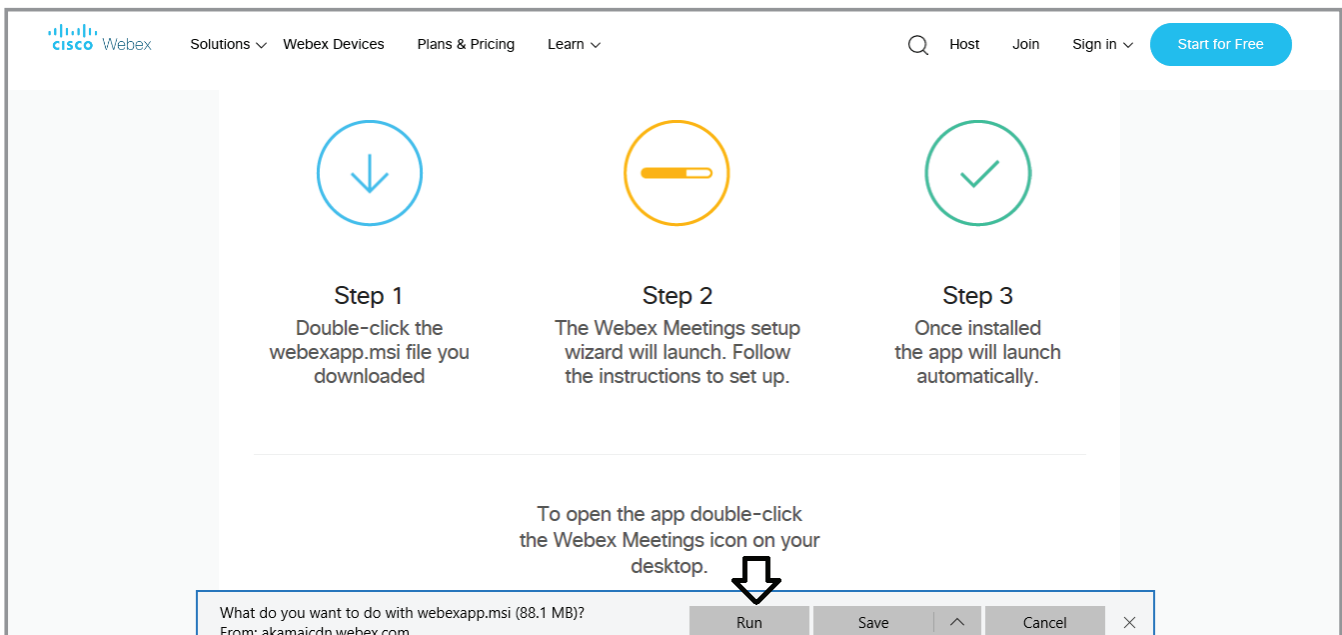 cisco Webex Solutions Webex Devices Plans & Pricing Learn Host Join Sign in Start for Free
Step 1
Double-click the
webexapp.msi file you
downloaded
Step 2
The Webex Meetings setup
wizard will launch. Follow
the instructions to set up.
Step 3
Once installed
the app will launch
automatically.
To open the app double-click
the Webex Meetings icon on your
desktop.
What do you want to do with webexapp.msi (88.1 MB)?
From: akamaicdn.webex.com
Run Save Cancel